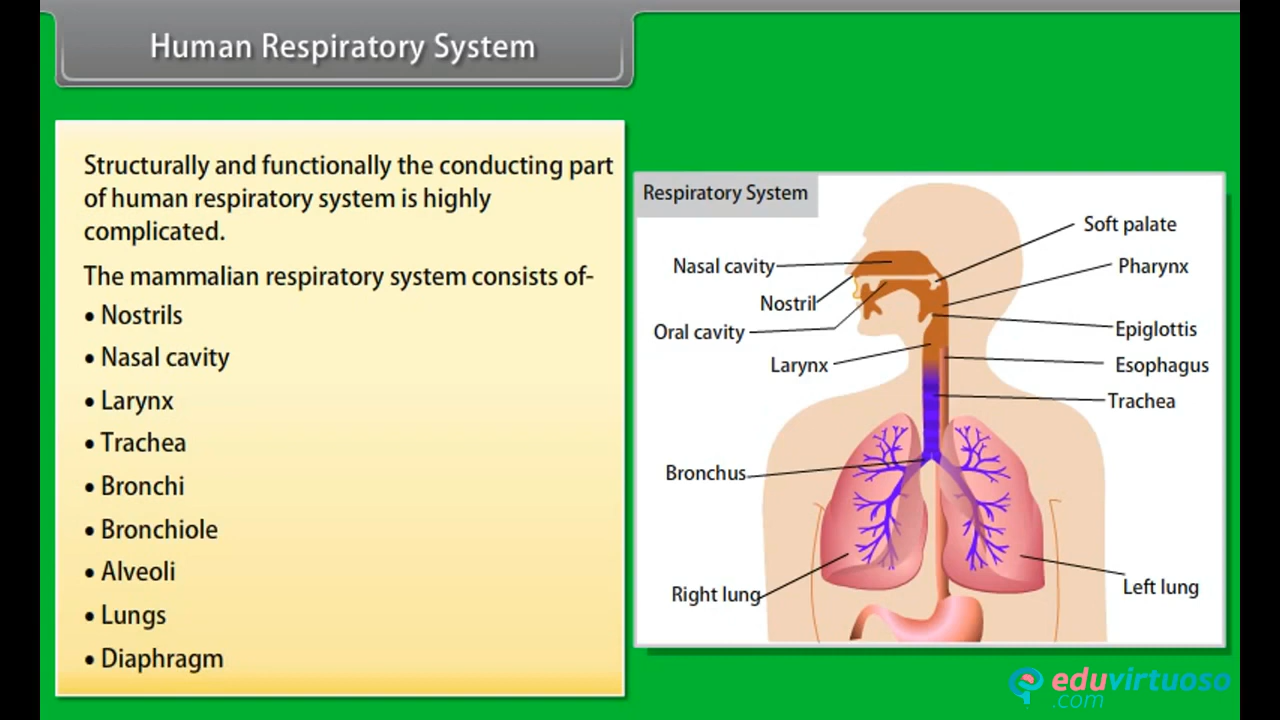 Human Respiratory System
Structurally and functionally the conducting part
of human respiratory system is highly
complicated.
The mammalian respiratory system consists of-
• Nostrils
• Nasal cavity
• Larynx
• Trachea
• Bronchi
• Bronchiole
• Alveoli
• Lungs
• Diaphragm
Respiratory System
Soft palate
Nasal cavity
Pharynx
Nostril
Oral cavity
Epiglottis
Larynx
Esophagus
Trachea
Bronchus
Right lung
Left lung
eduvirtuoso
.com